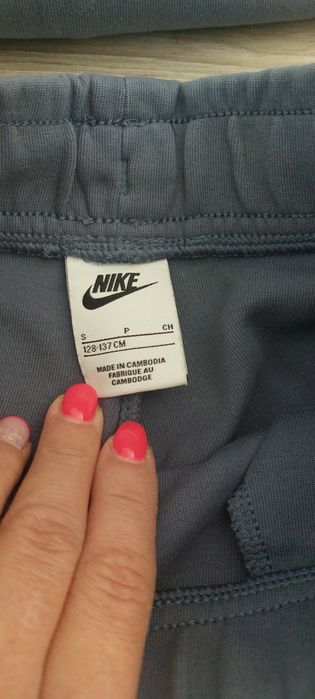 NIKE
S P CH
128-137 CM
MADE IN CAMBODIA
FABRIQUE AU
CAMBODGE